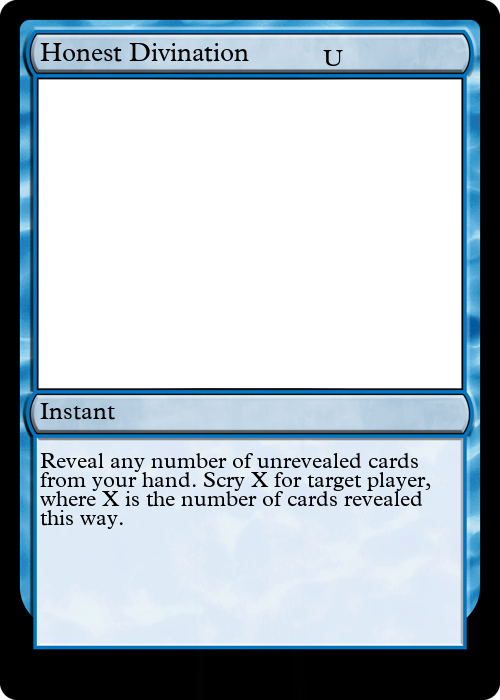 Honest Divination U
Instant
Reveal any number of unrevealed cards
from your hand. Scry X for target player,
where X is the number of cards revealed
this way.